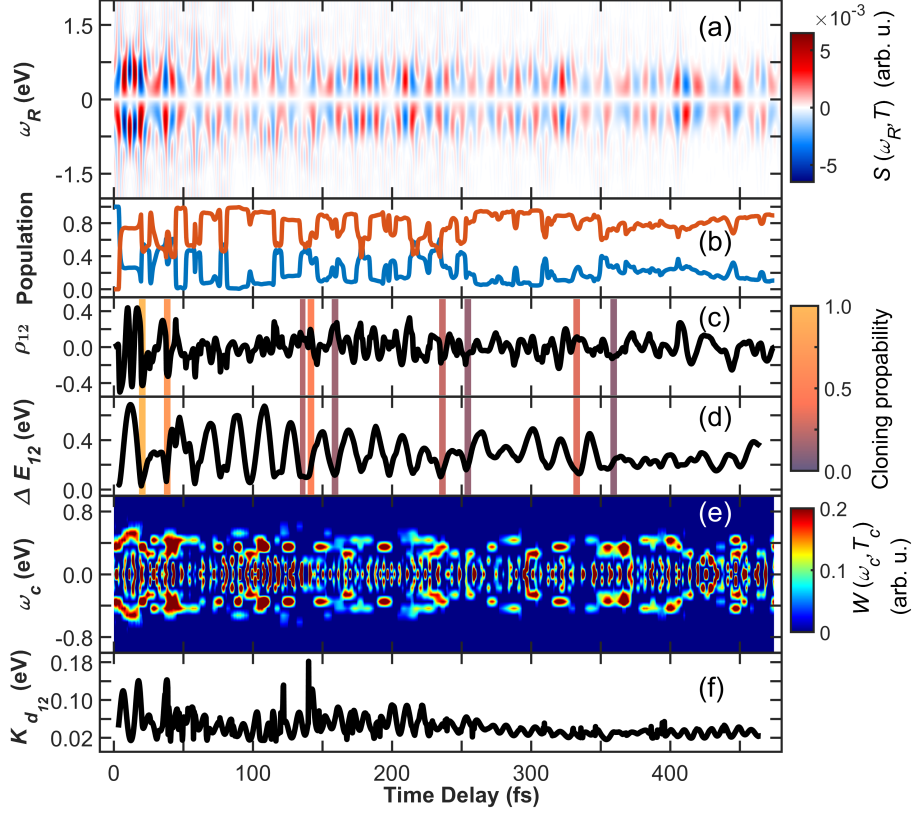 (a)
1.5
0
-1.5
ω_R (eV)
×10⁻³
5
0
-5
S (ω_R, T) (arb. u.)
(b)
0.8
0.4
0.0
Population
(c)
0.4
0.0
-0.4
ρ₁₂
(d)
0.4
0.0
Δ E₁₂ (eV)
1.0
0.5
0.0
Cloning propability
(e)
0.8
0.0
-0.8
ω_c (eV)
0.2
0.1
0
W (ω_c, T_c)
(arb. u.)
(f)
0.18
0.10
0.02
K_d₁₂ (eV)
0 100 200 300 400
Time Delay (fs)